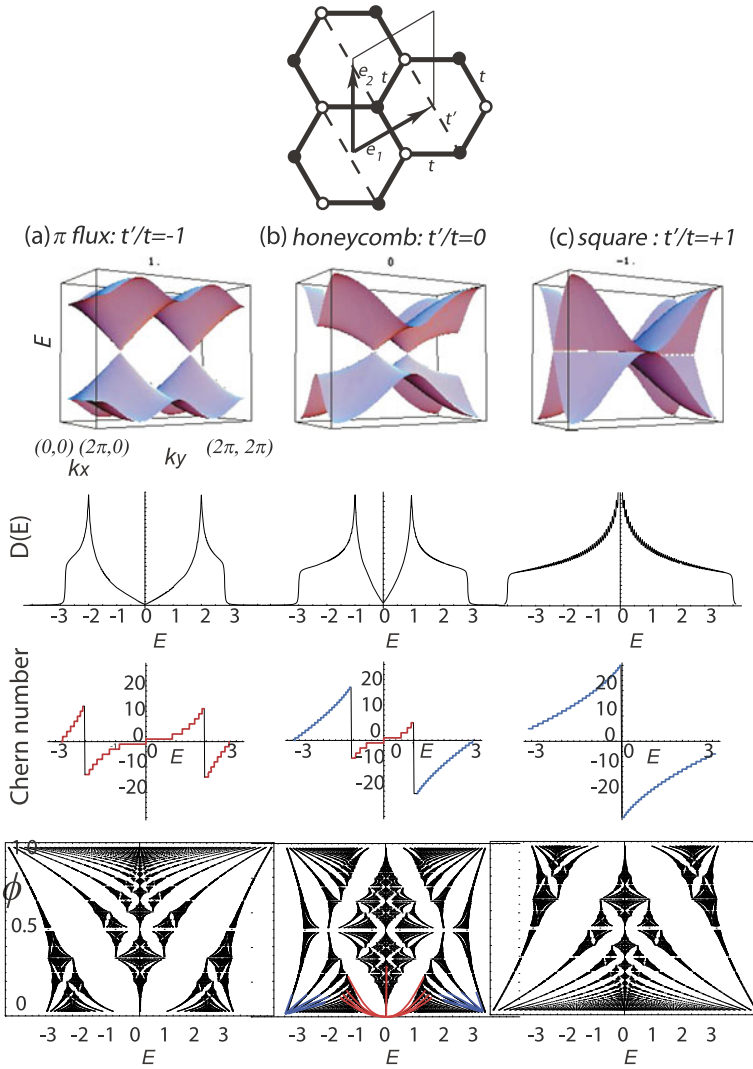 e2 t t
t'
e1 t
(a) π flux: t'/t=-1 (b) honeycomb: t'/t=0 (c) square : t'/t=+1
1. 0 -1.
E
(0,0) (2π,0) (2π, 2π)
kx ky
D(E)
-3 -2 -1 0 1 2 3 -3 -2 -1 0 1 2 3 -3 -2 -1 0 1 2 3
E E E
Chern number
20 20 20
10 10 10
-3 0 E 3 -3 0 E 3 -3 0 E 3
-10 -10 -10
-20 -20 -20
1.0
ϕ
0.5
0
-3 -2 -1 0 1 2 3 -3 -2 -1 0 1 2 3 -3 -2 -1 0 1 2 3
E E E